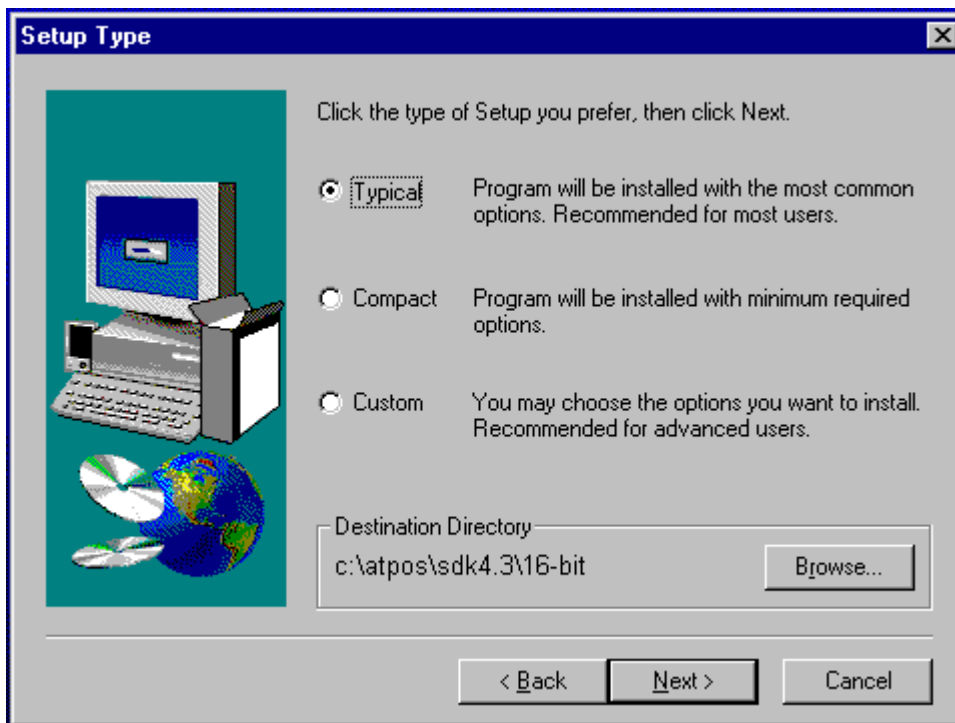 Setup Type
Click the type of Setup you prefer, then click Next.
Typical Program will be installed with the most common
options. Recommended for most users.
Compact Program will be installed with minimum required
options.
Custom You may choose the options you want to install.
Recommended for advanced users.
Destination Directory
c:\atpos\sdk4.3\16-bit
Browse...
< Back Next > Cancel